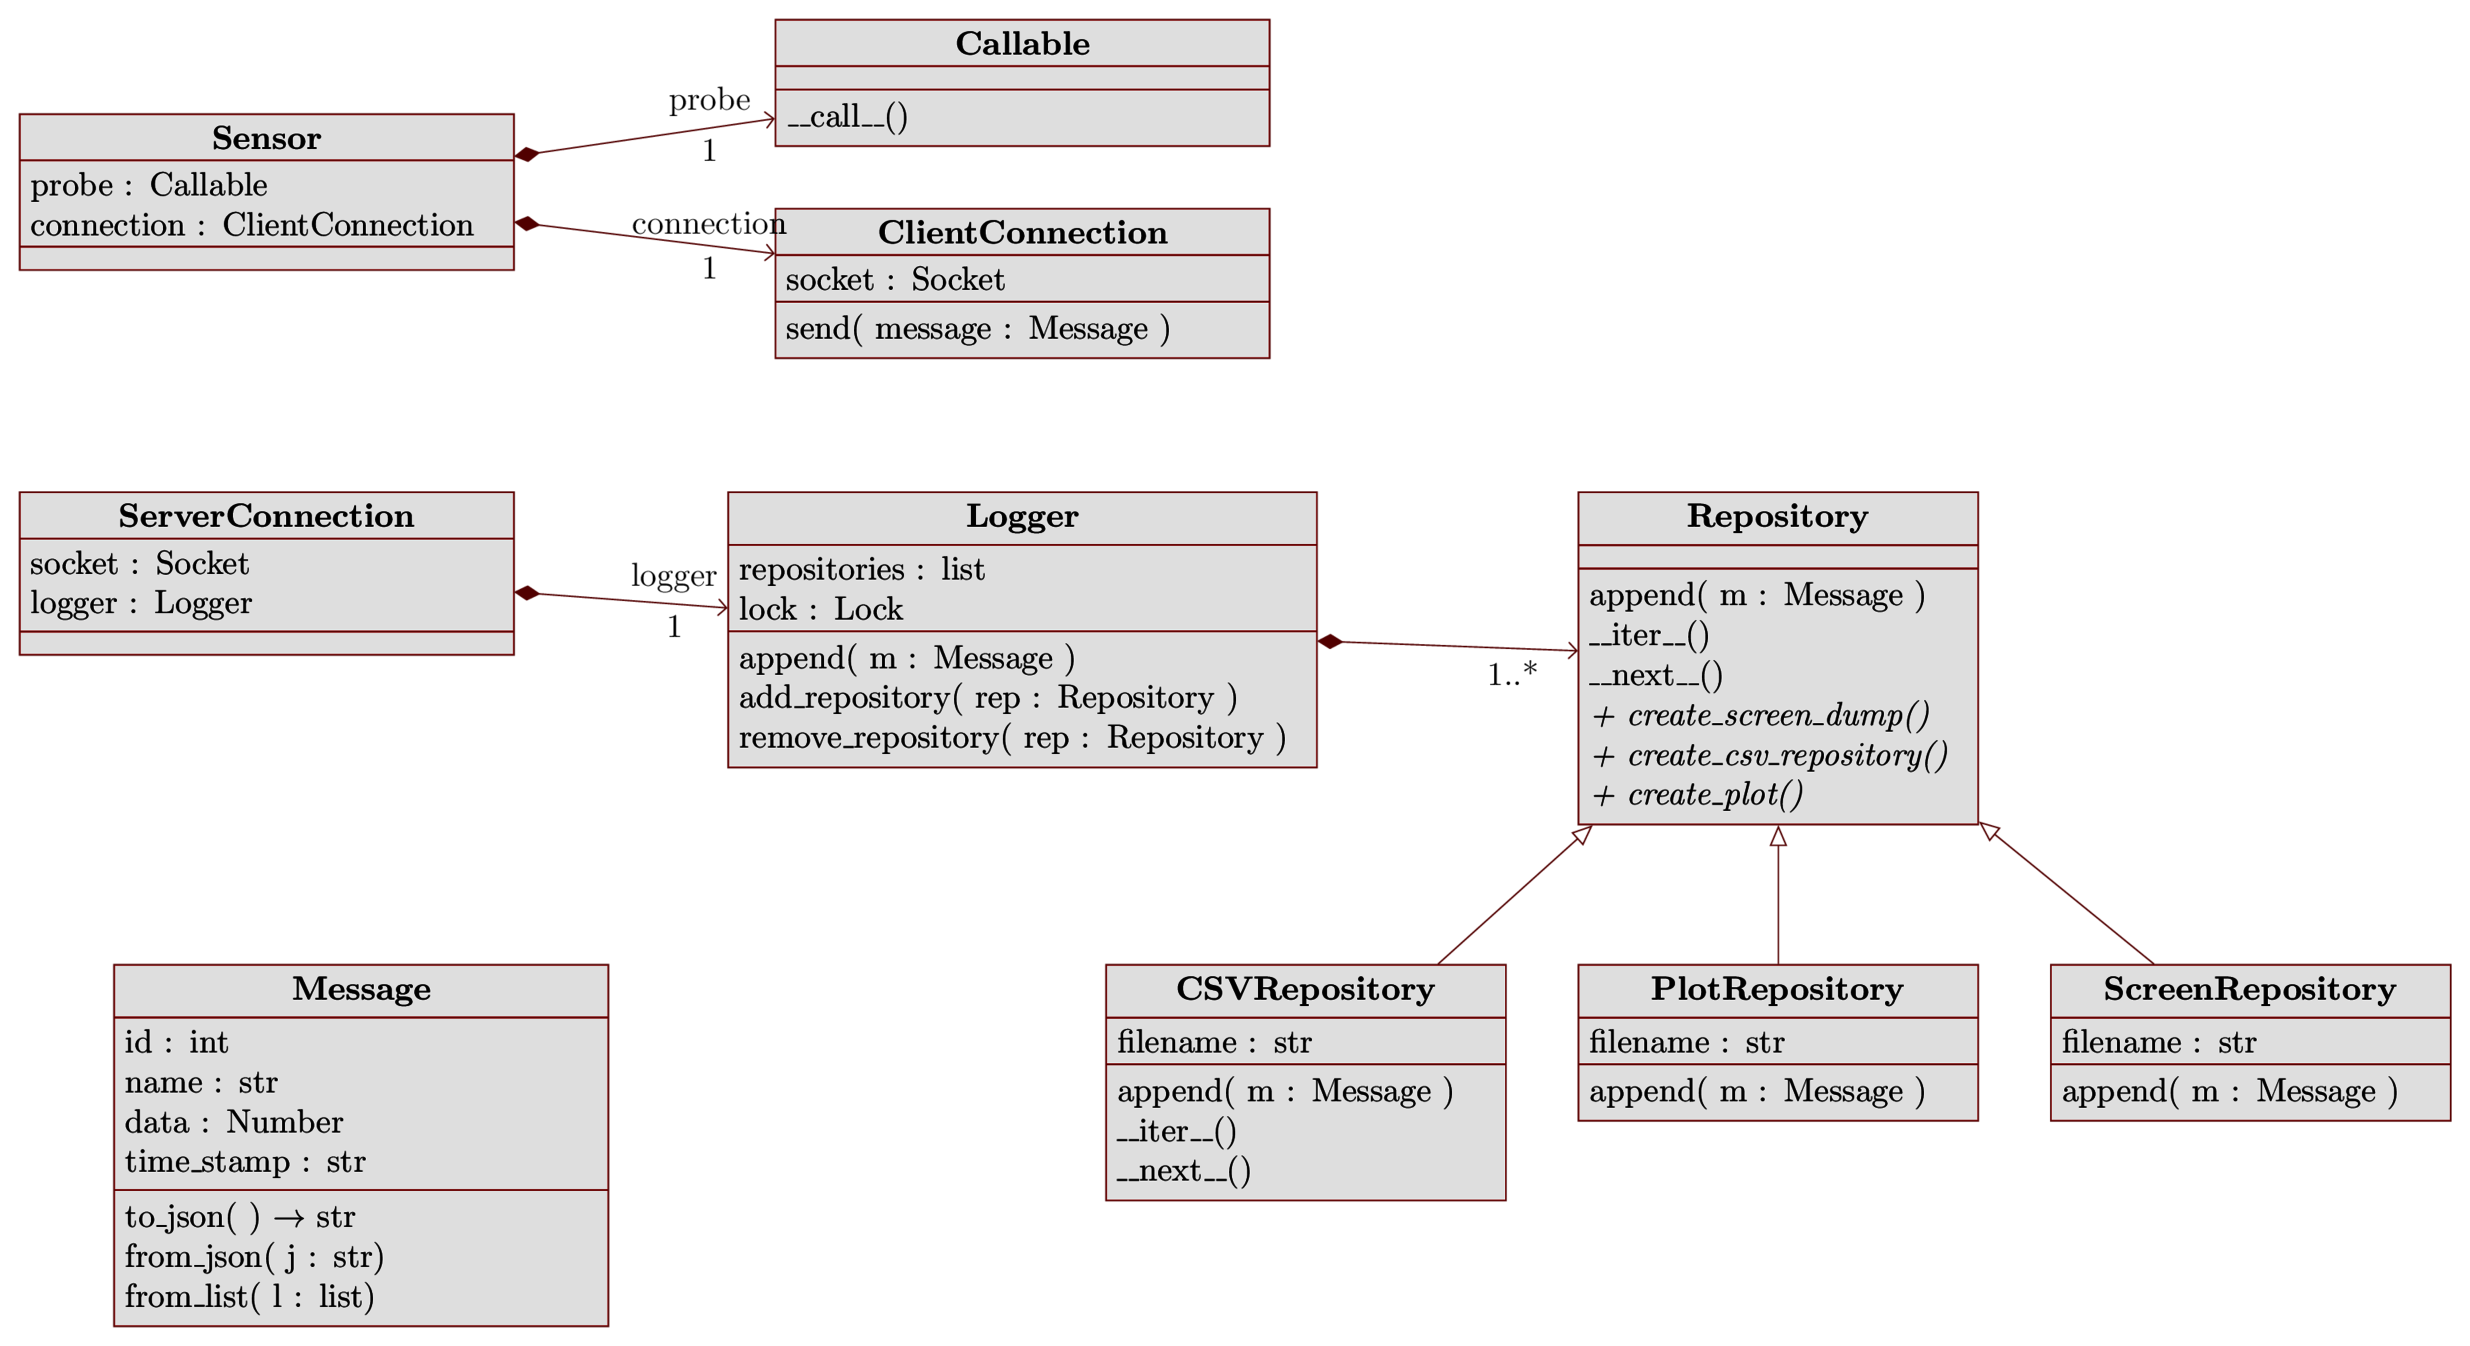 Callable
__call__()
Sensor
probe : Callable
connection : ClientConnection
probe
1
connection
1
ClientConnection
socket : Socket
send( message : Message )
ServerConnection
socket : Socket
logger : Logger
logger
1
Logger
repositories : list
lock : Lock
append( m : Message )
add_repository( rep : Repository )
remove_repository( rep : Repository )
1..*
Repository
append( m : Message )
__iter__()
__next__()
+ create_screen_dump()
+ create_csv_repository()
+ create_plot()
Message
id : int
name : str
data : Number
time_stamp : str
to_json( ) → str
from_json( j : str)
from_list( l : list)
CSVRepository
filename : str
append( m : Message )
__iter__()
__next__()
PlotRepository
filename : str
append( m : Message )
ScreenRepository
filename : str
append( m : Message )